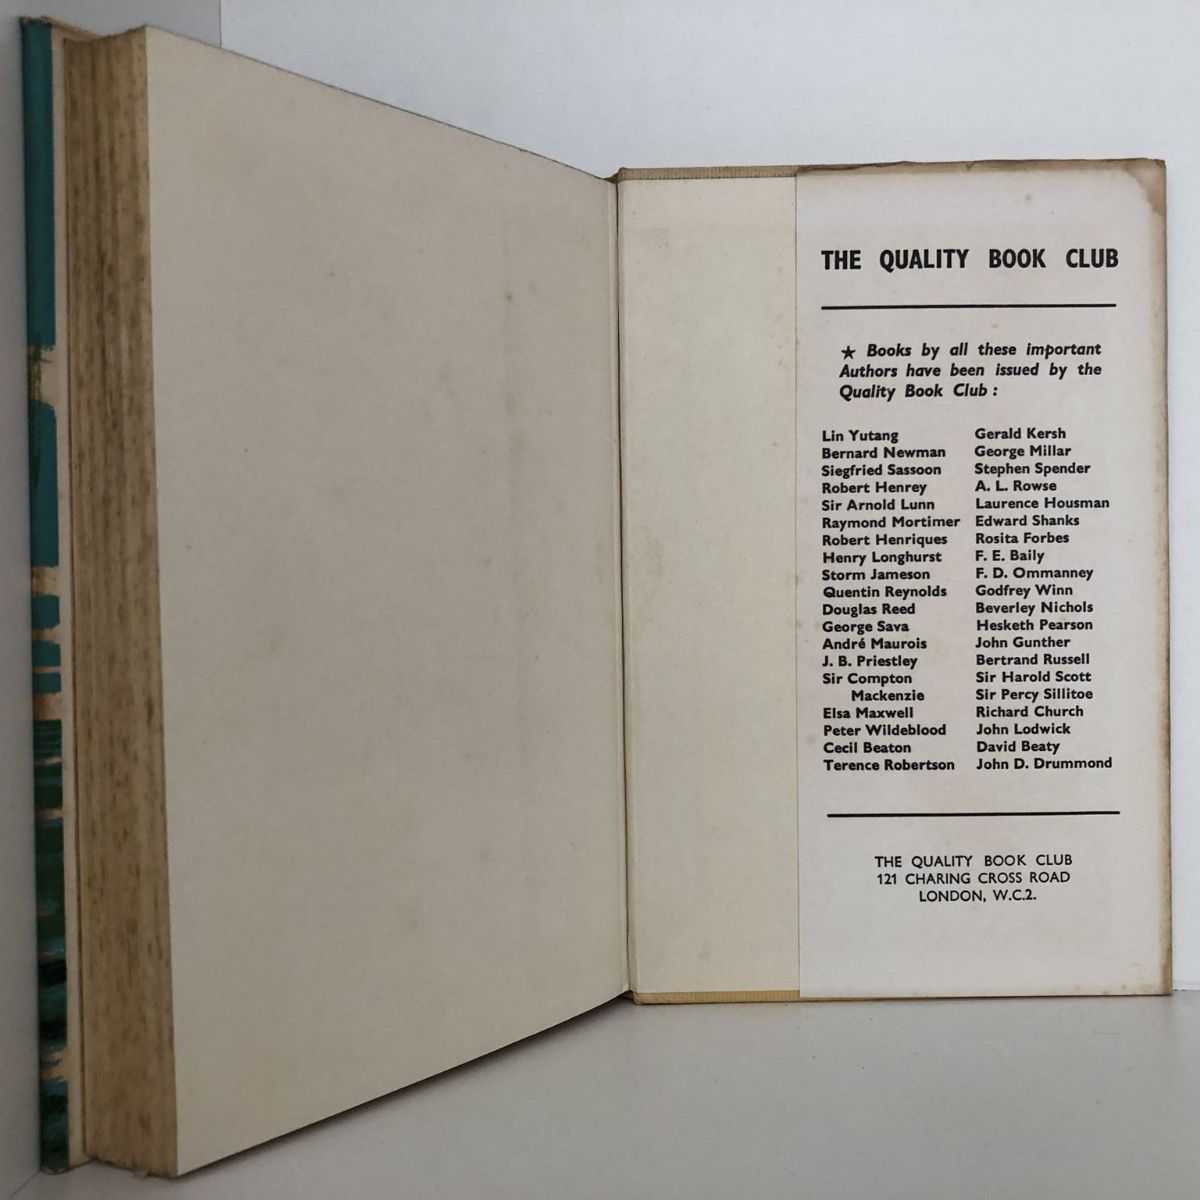 THE QUALITY BOOK CLUB
★ Books by all these important
Authors have been issued by the
Quality Book Club :
Lin Yutang
Bernard Newman
Siegfried Sassoon
Robert Henrey
Sir Arnold Lunn
Raymond Mortimer
Robert Henriques
Henry Longhurst
Storm Jameson
Quentin Reynolds
Douglas Reed
George Sava
André Maurois
J. B. Priestley
Sir Compton
Mackenzie
Elsa Maxwell
Peter Wildeblood
Cecil Beaton
Terence Robertson
Gerald Kersh
George Millar
Stephen Spender
A. L. Rowse
Laurence Housman
Edward Shanks
Rosita Forbes
F. E. Baily
F. D. Ommanney
Godfrey Winn
Beverley Nichols
Hesketh Pearson
John Gunther
Bertrand Russell
Sir Harold Scott
Sir Percy Sillitoe
Richard Church
John Lodwick
David Beaty
John D. Drummond
THE QUALITY BOOK CLUB
121 CHARING CROSS ROAD
LONDON, W.C.2.